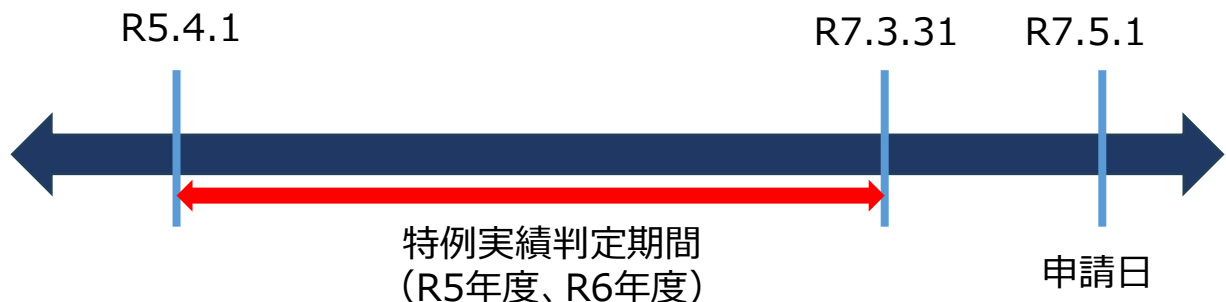 R5.4.1
R7.3.31
R7.5.1
特例実績判定期間
（R5年度、R6年度）
申請日